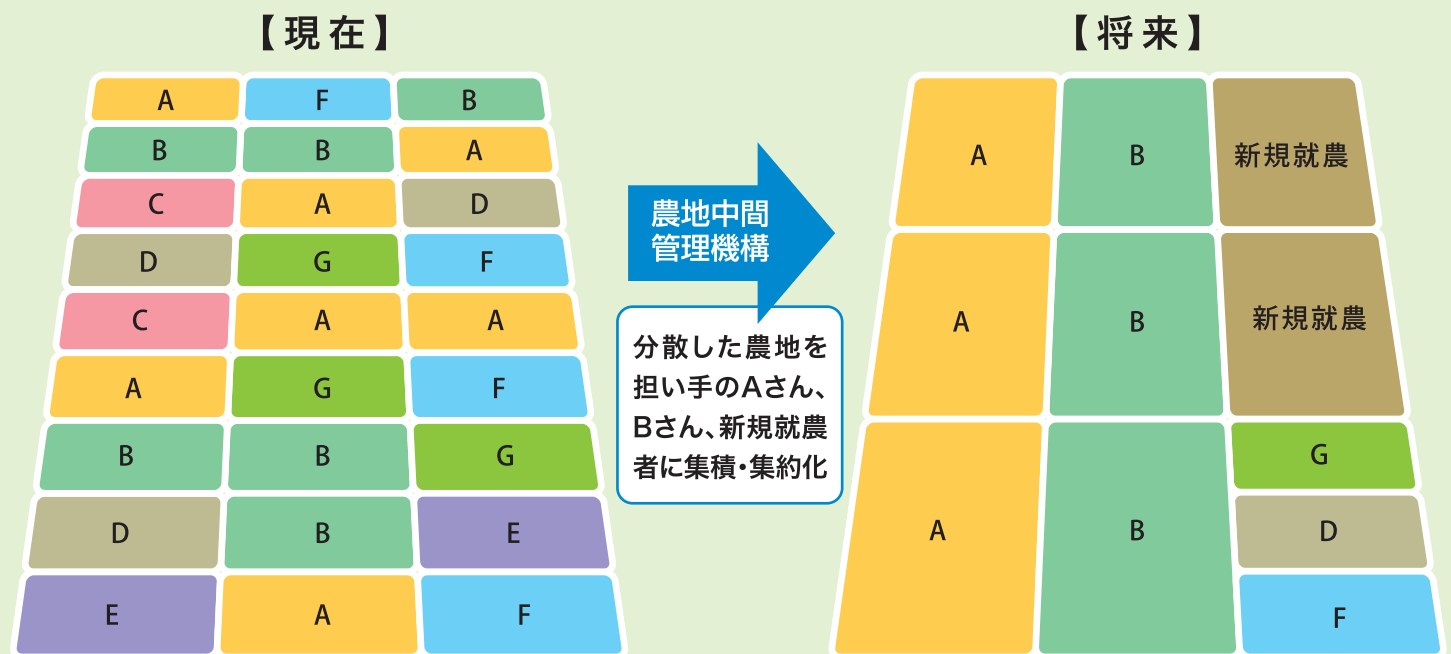 【現在】
A F B
B B A
C A D
D G F
C A A
A G F
B B G
D B E
E A F
農地中間
管理機構
分散した農地を
担い手のAさん、
Bさん、新規就農
者に集積・集約化
【将来】
A B 新規就農
A B 新規就農
A B G
D
F